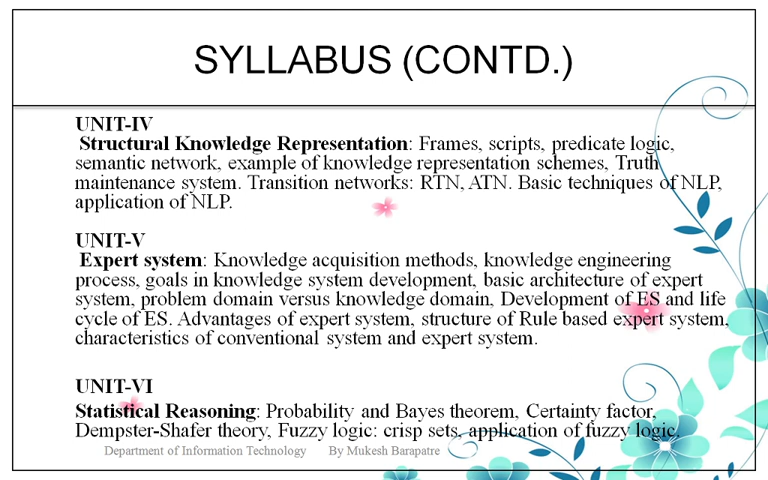 SYLLABUS (CONTD.)
UNIT-IV
Structural Knowledge Representation: Frames, scripts, predicate logic,
semantic network, example of knowledge representation schemes, Truth
maintenance system. Transition networks: RTN, ATN. Basic techniques of NLP,
application of NLP.
UNIT-V
Expert system: Knowledge acquisition methods, knowledge engineering
process, goals in knowledge system development, basic architecture of expert
system, problem domain versus knowledge domain, Development of ES and life
cycle of ES. Advantages of expert system, structure of Rule based expert system,
characteristics of conventional system and expert system.
UNIT-VI
Statistical Reasoning: Probability and Bayes theorem, Certainty factor,
Dempster-Shafer theory, Fuzzy logic: crisp sets, application of fuzzy logic.
Department of Information Technology By Mukesh Barapatre